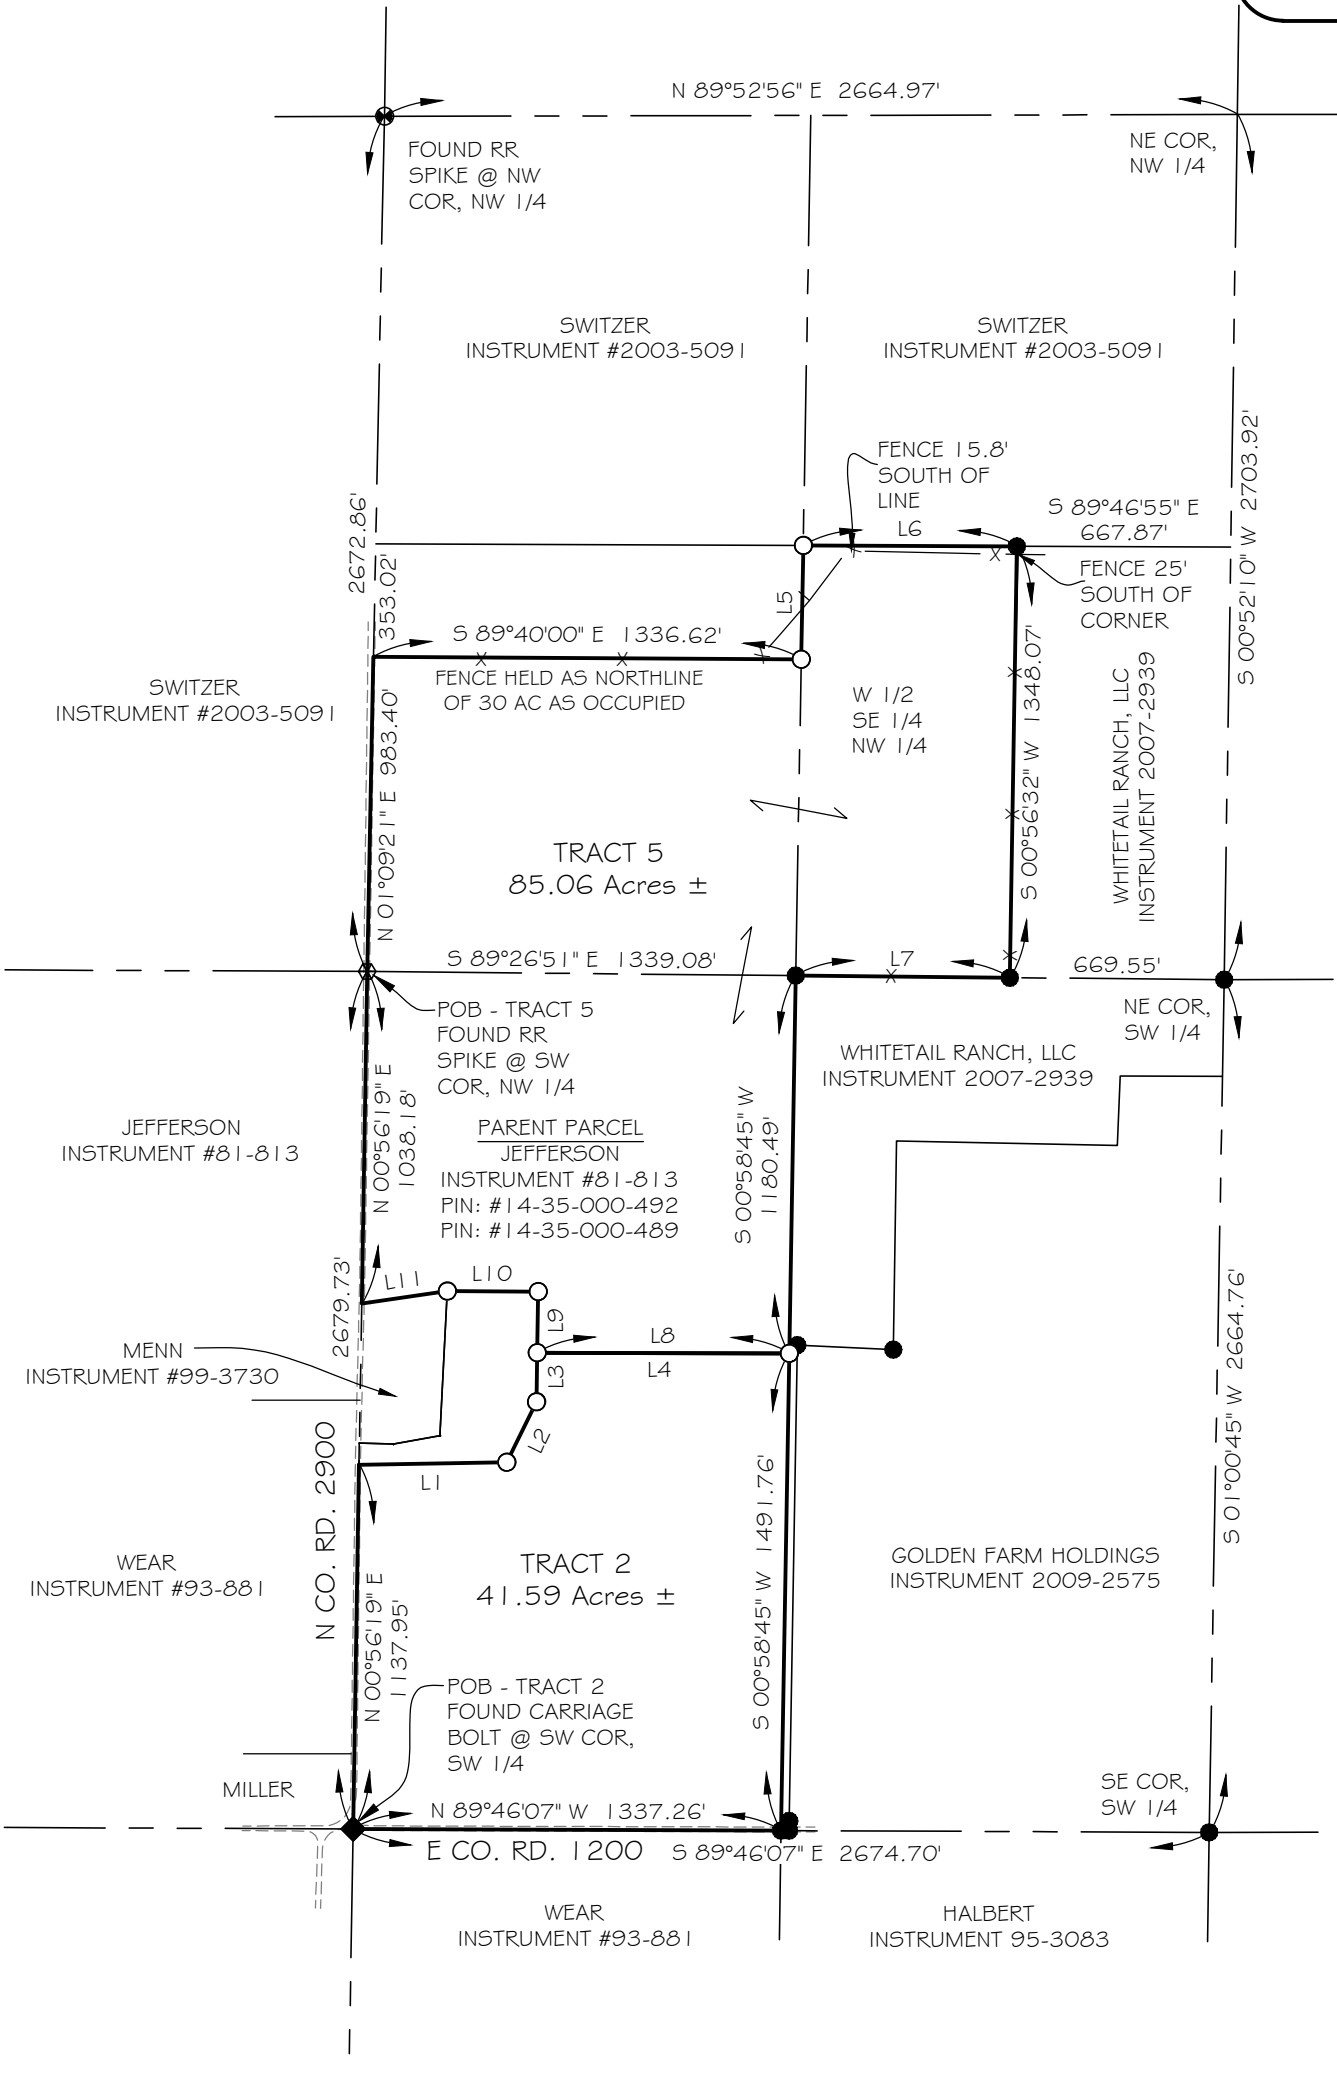 N 89°52'56" E 2664.97'
FOUND RR
SPIKE @ NW
COR, NW 1/4
NE COR,
NW 1/4
SWITZER
INSTRUMENT #2003-5091
SWITZER
INSTRUMENT #2003-5091
S 00°52'10" W 2703.92'
FENCE 15.8'
SOUTH OF
LINE
L6
S 89°46'55" E
667.87'
2672.86'
353.02'
L5
FENCE 25'
SOUTH OF
CORNER
S 89°40'00" E 1336.62'
FENCE HELD AS NORTHLINE
OF 30 AC AS OCCUPIED
SWITZER
INSTRUMENT #2003-5091
W 1/2
SE 1/4
NW 1/4
S 00°56'32" W 1348.07'
WHITETAIL RANCH, LLC
INSTRUMENT 2007-2939
N 01°09'21" E 983.40'
TRACT 5
85.06 Acres ±
S 89°26'51" E 1339.08'
L7
669.55'
POB - TRACT 5
FOUND RR
SPIKE @ SW
COR, NW 1/4
NE COR,
SW 1/4
WHITETAIL RANCH, LLC
INSTRUMENT 2007-2939
N 00°56'19" E
1038.18'
JEFFERSON
INSTRUMENT #81-813
PARENT PARCEL
JEFFERSON
INSTRUMENT #81-813
PIN: #14-35-000-492
PIN: #14-35-000-489
S 00°58'45" W
1180.49'
2679.73'
L11
L10
L9
L8
L4
L3
L2
L1
MENN
INSTRUMENT #99-3730
S 01°00'45" W 2664.76'
N CO. RD. 2900
S 00°58'45" W 1491.76'
WEAR
INSTRUMENT #93-881
TRACT 2
41.59 Acres ±
GOLDEN FARM HOLDINGS
INSTRUMENT 2009-2575
N 00°56'19" E
1137.95'
POB - TRACT 2
FOUND CARRIAGE
BOLT @ SW COR,
SW 1/4
MILLER
SE COR,
SW 1/4
N 89°46'07" W 1337.26'
E CO. RD. 1200
S 89°46'07" E 2674.70'
WEAR
INSTRUMENT #93-881
HALBERT
INSTRUMENT 95-3083